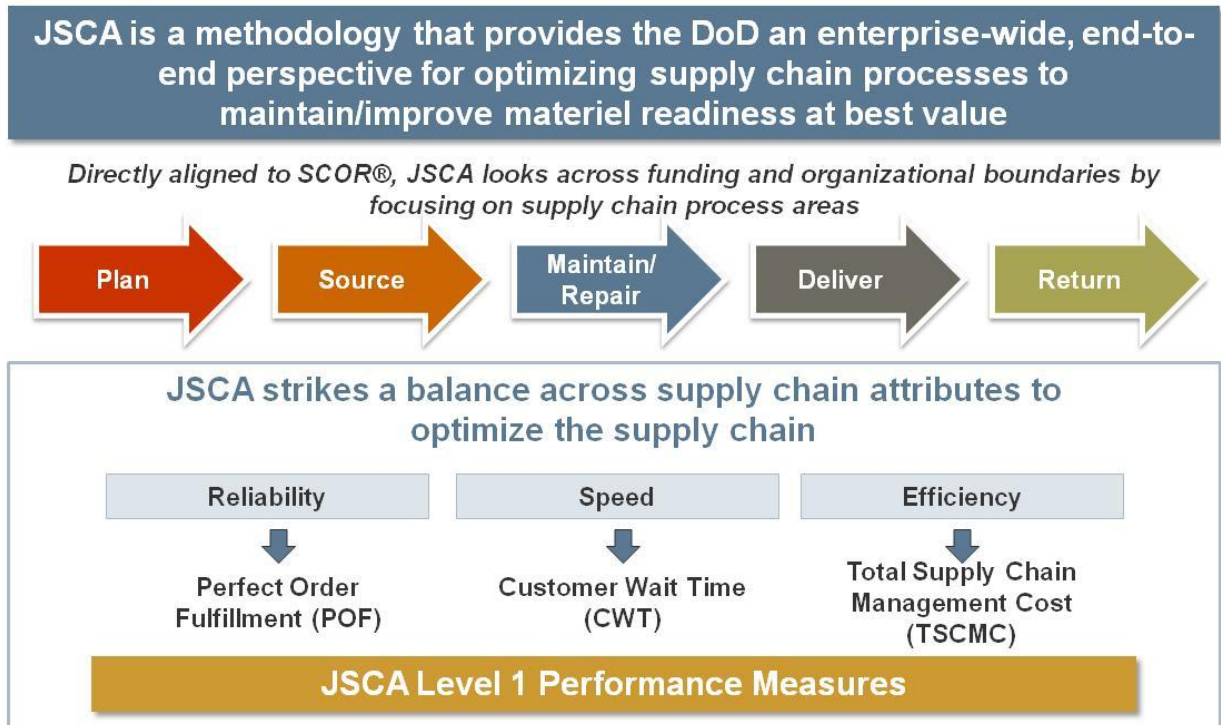 JSCA is a methodology that provides the DoD an enterprise-wide, end-to-
end perspective for optimizing supply chain processes to
maintain/improve materiel readiness at best value
Directly aligned to SCOR®, JSCA looks across funding and organizational boundaries by
focusing on supply chain process areas
Plan
Source
Maintain/
Repair
Deliver
Return
JSCA strikes a balance across supply chain attributes to
optimize the supply chain
Reliability
Speed
Efficiency
Perfect Order
Fulfillment (POF)
Customer Wait Time
(CWT)
Total Supply Chain
Management Cost
(TSCMC)
JSCA Level 1 Performance Measures